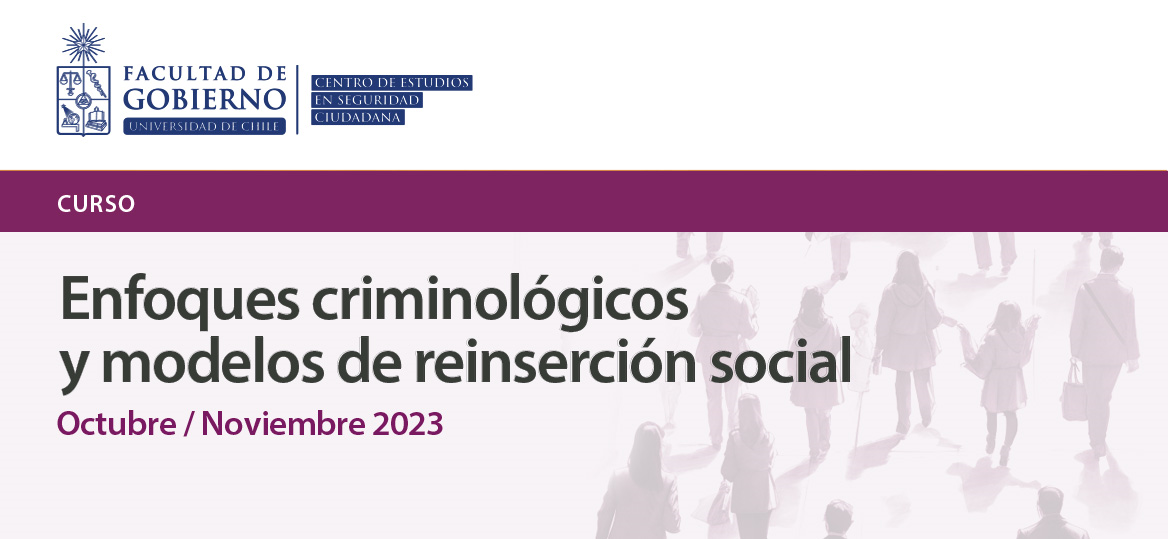 FACULTAD DE
GOBIERNO
UNIVERSIDAD DE CHILE
CENTRO DE ESTUDIOS
EN SEGURIDAD
CIUDADANA
CURSO
Enfoques criminológicos
y modelos de reinserción social
Octubre / Noviembre 2023